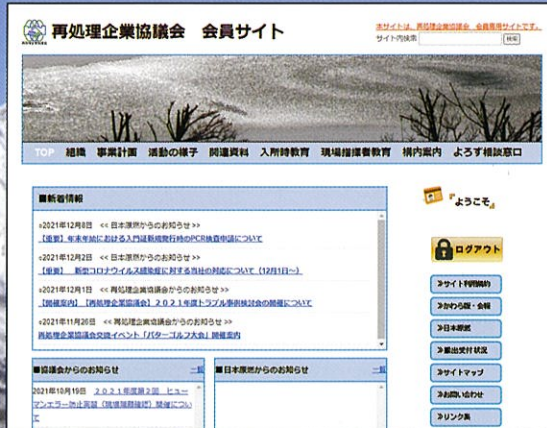 再処理企業協議会 会員サイト
本サイトは、再処理企業協議会 会員専用サイトです。
サイト内検索
検索
TOP 組織 事業計画 活動の様子 関連資料 入所時教育 現場指揮者教育 構内案内 よろず相談窓口
■新着情報
2021年12月8日 << 日本原燃からのお知らせ >>
【重要】年末年始における入門証新規発行時のPCR検査申請について
2021年12月2日 << 日本原燃からのお知らせ >>
【重要】 新型コロナウイルス感染症に対する当社の対応について（12月1日～）
2021年12月1日 << 再処理企業協議会からのお知らせ >>
【開催案内】【再処理企業協議会】２０２１年度トラブル事例検討会の開催について
2021年11月26日 << 再処理企業協議会からのお知らせ >>
再処理企業協議会交流イベント「パターゴルフ大会」開催案内
『ようこそ』
ログアウト
≫サイト利用規約
≫かわら版・会報
≫日本原燃
≫届出受付状況
≫サイトマップ
≫お問い合わせ
≫リンク集
■協議会からのお知らせ 一覧
2021年10月19日 ２０２１年度第２回 ヒュー
マンエラー防止実習（現場履修確認）開催につい
て
■日本原燃からのお知らせ 一覧